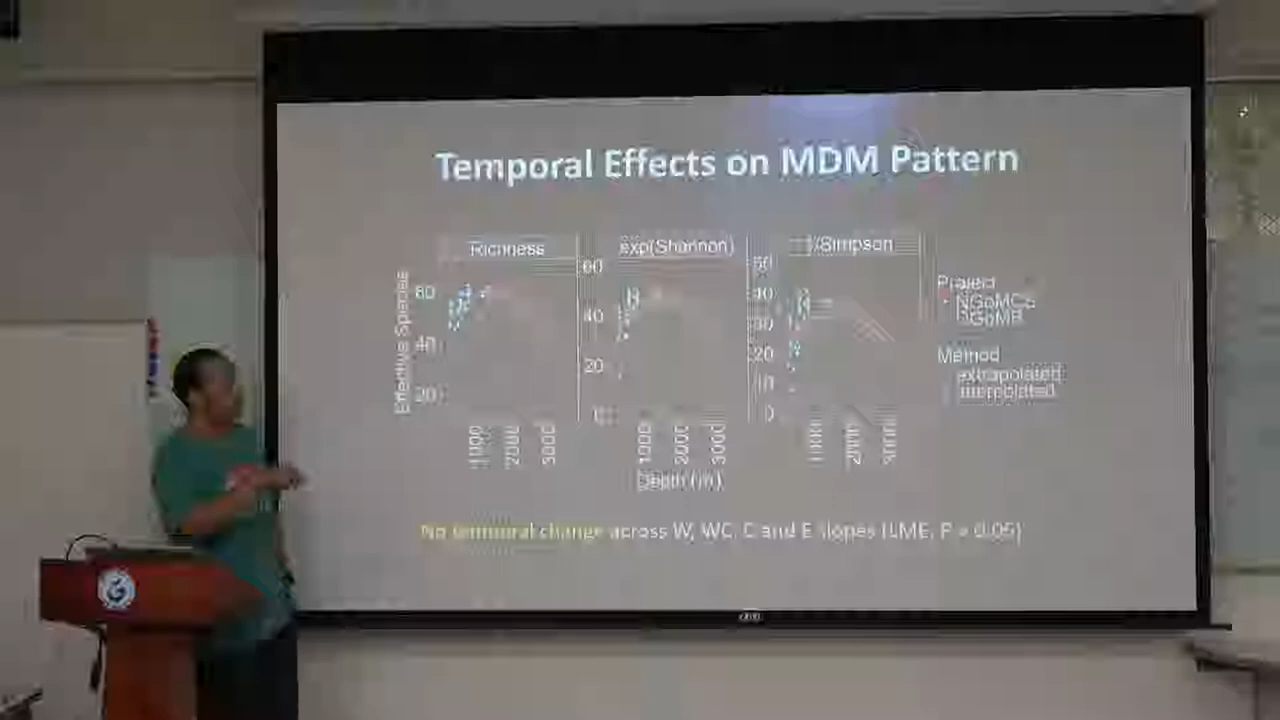 Temporal Effects on MDM Pattern
Richness
exp(Shannon)
1/Simpson
Effective Species
60
40
20
60
40
20
0
50
40
30
20
10
0
1000
2000
3000
1000
2000
3000
1000
2000
3000
Depth (m)
Project
Method
extrapolated
interpolated
No temporal change across W, WC, C and E slopes (LME, P > 0.05)